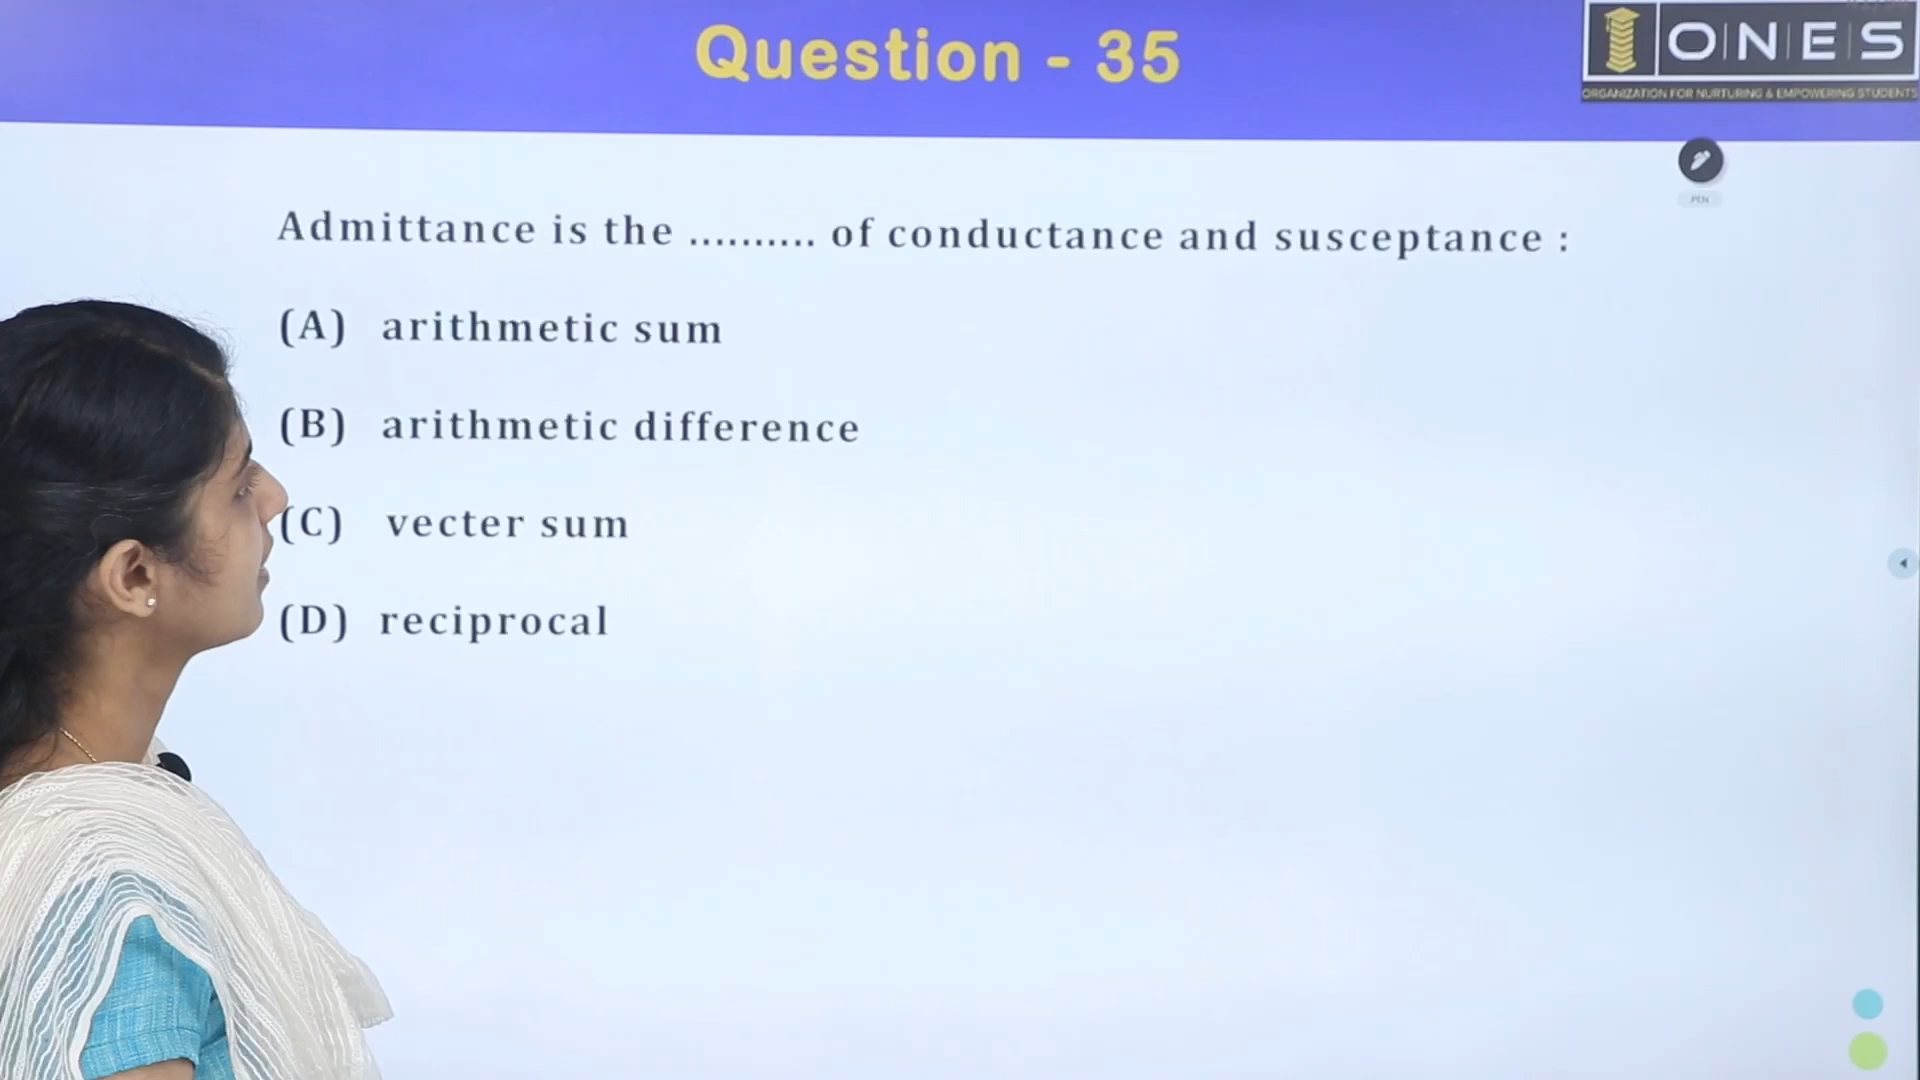 Question - 35
O|N|E|S
ORGANIZATION FOR NURTURING & EMPOWERING STUDENTS
PEN
Admittance is the .......... of conductance and susceptance :
(A) arithmetic sum
(B) arithmetic difference
(C) vecter sum
(D) reciprocal